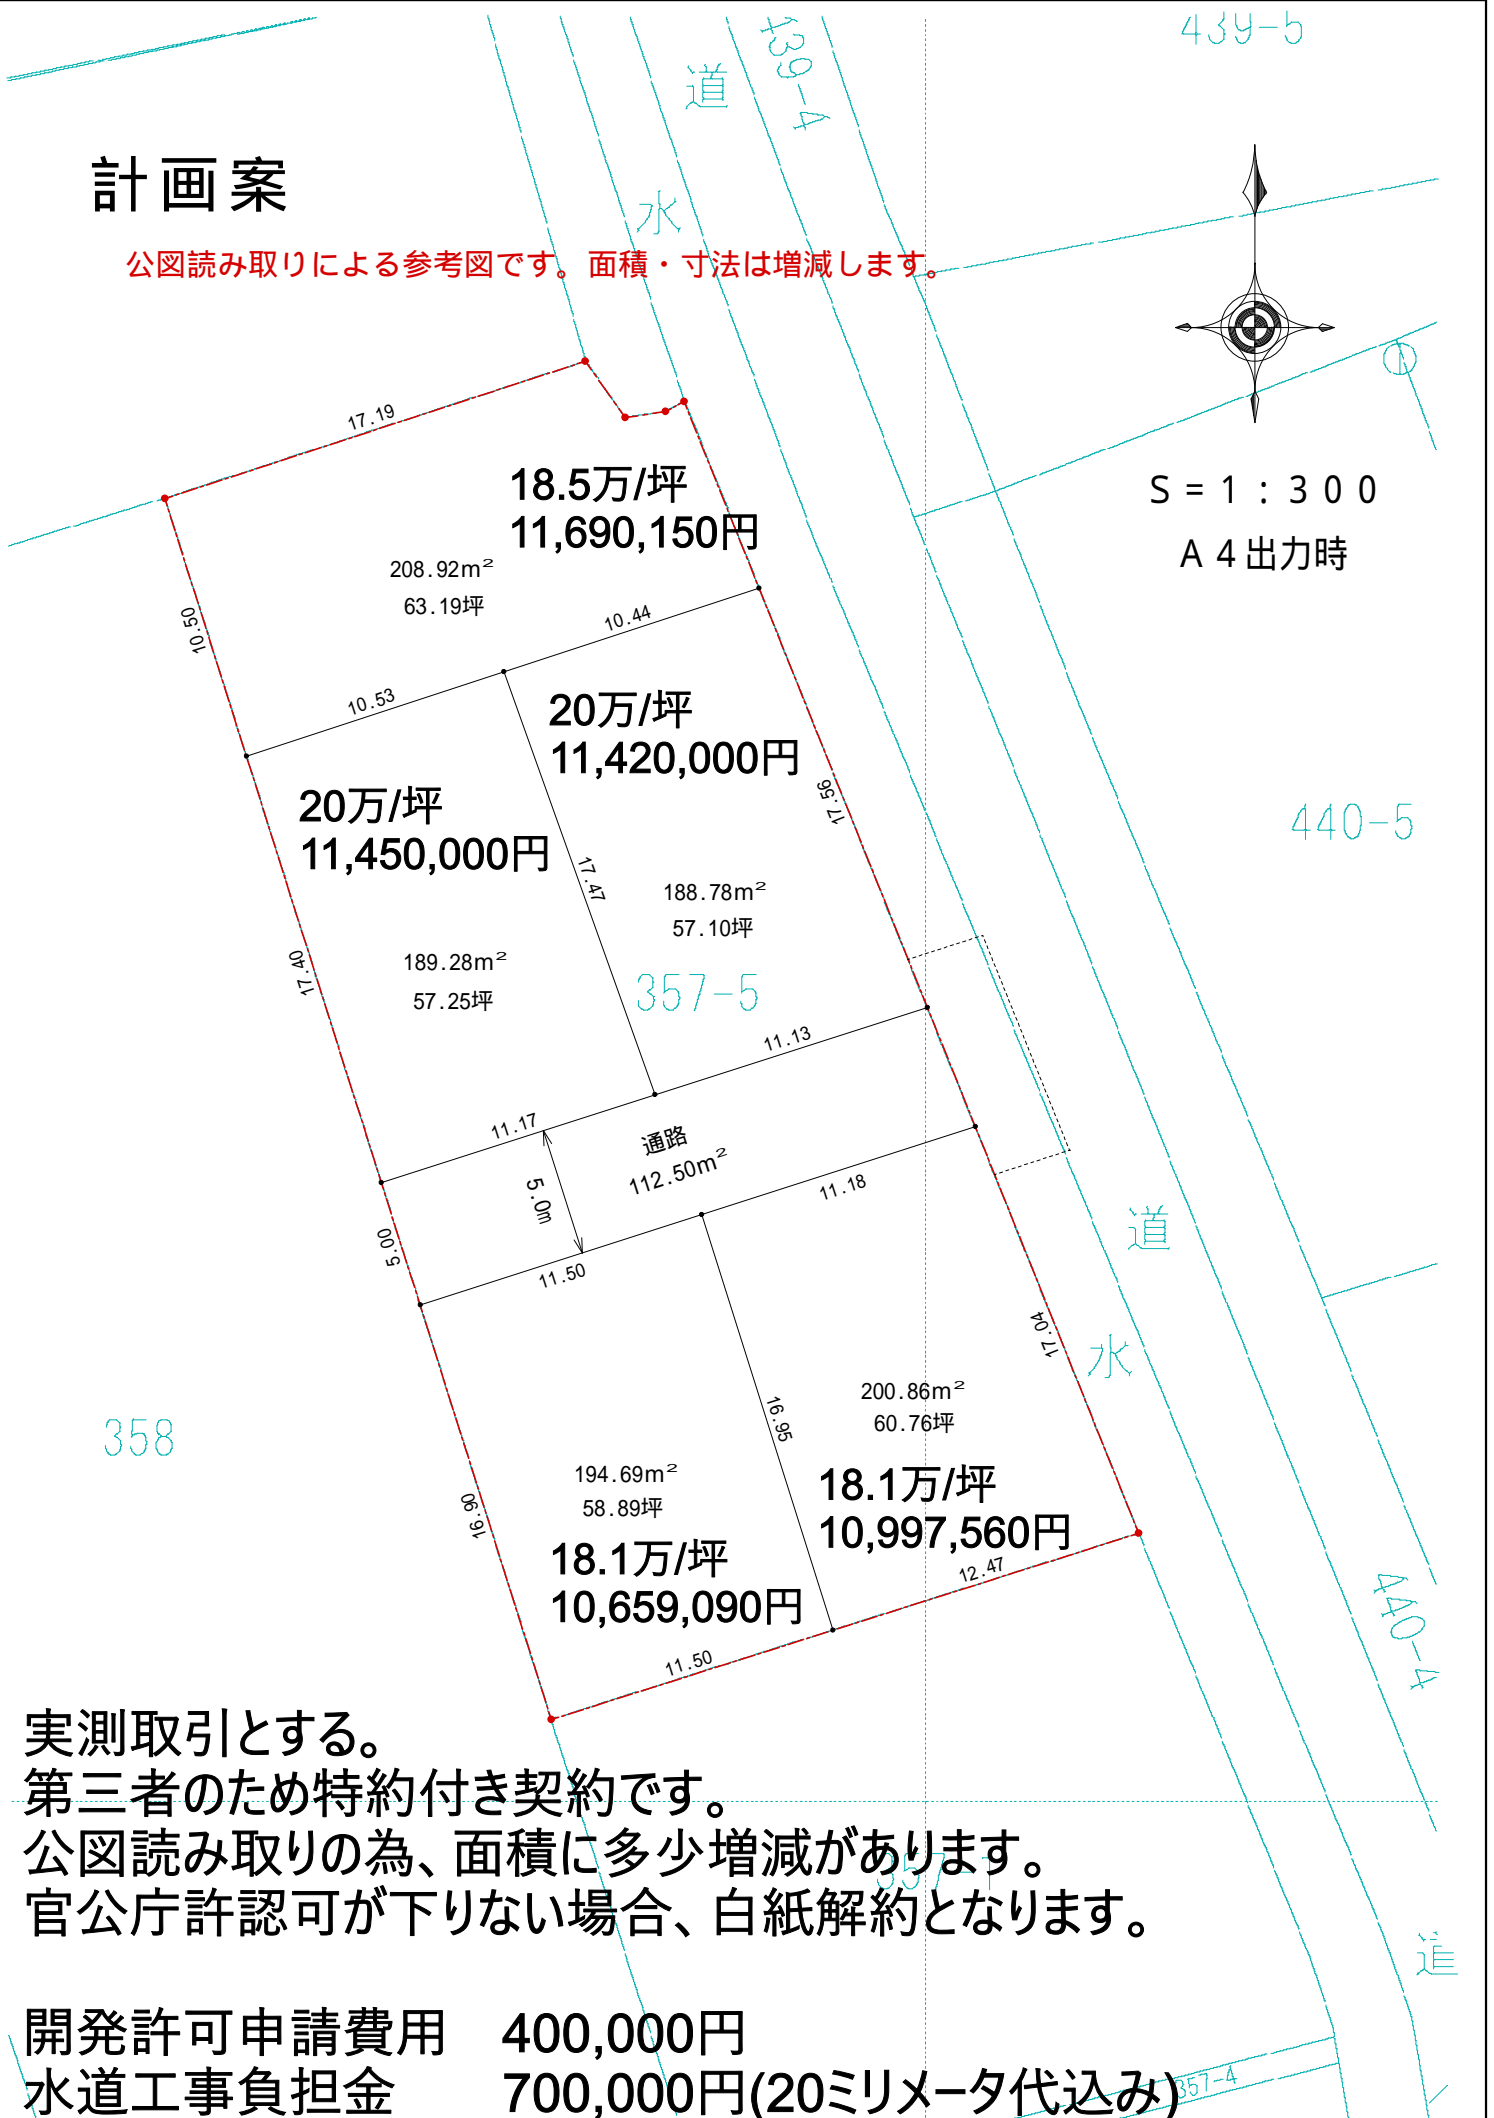 439-5
道
439-4
計画案
水
公図読み取りによる参考図です。面積・寸法は増減します。
17.19
18.5万/坪
11,690,150円
S＝1：300
A4出力時
208.92m²
63.19坪
10.50
10.44
10.53
20万/坪
11,420,000円
20万/坪
11,450,000円
17.56
440-5
17.47
188.78m²
57.10坪
17.40
189.28m²
57.25坪
357-5
11.13
11.17
通路
112.50m²
5.0m
11.18
道
5.00
11.50
17.04
水
358
16.95
200.86m²
60.76坪
194.69m²
58.89坪
18.1万/坪
10,997,560円
16.90
18.1万/坪
10,659,090円
12.47
440-4
11.50
実測取引とする。
第三者のため特約付き契約です。
公図読み取りの為、面積に多少増減があります。
357-1
官公庁許認可が下りない場合、白紙解約となります。
道
開発許可申請費用　400,000円
水道工事負担金　　700,000円(20ミリメータ代込み)
357-4